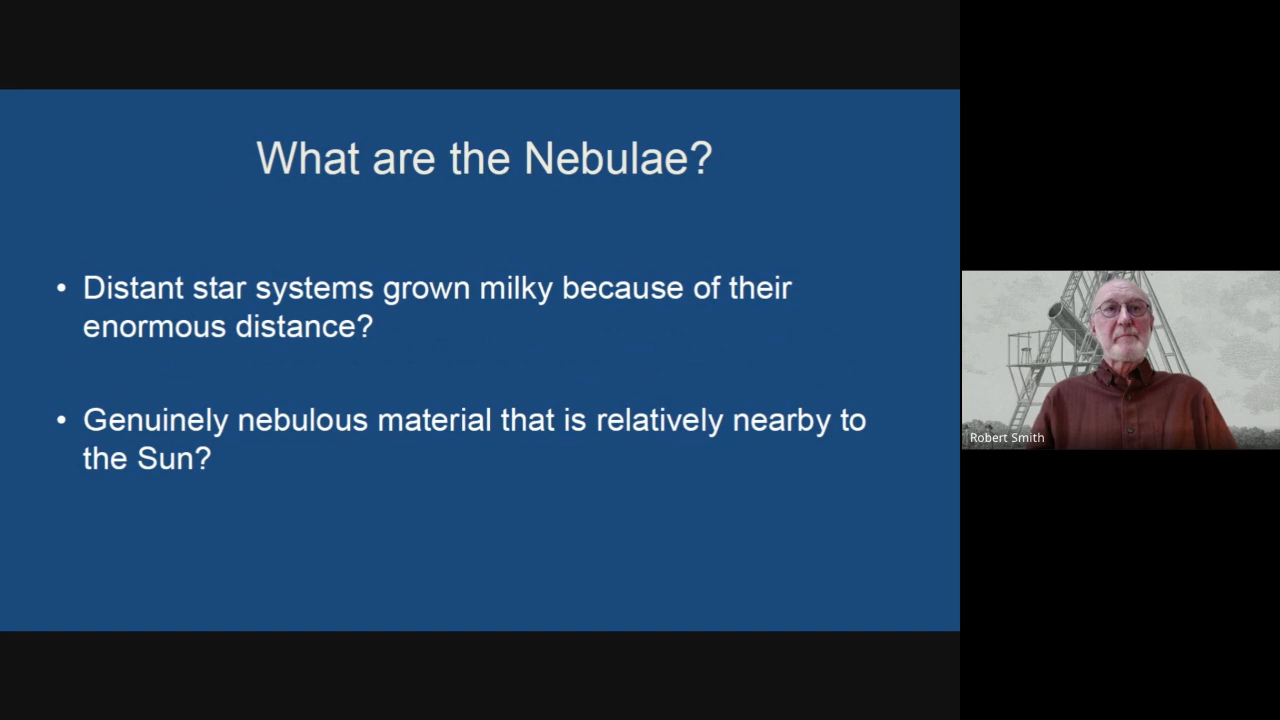 What are the Nebulae?
• Distant star systems grown milky because of their
enormous distance?
• Genuinely nebulous material that is relatively nearby to
the Sun?
Robert Smith